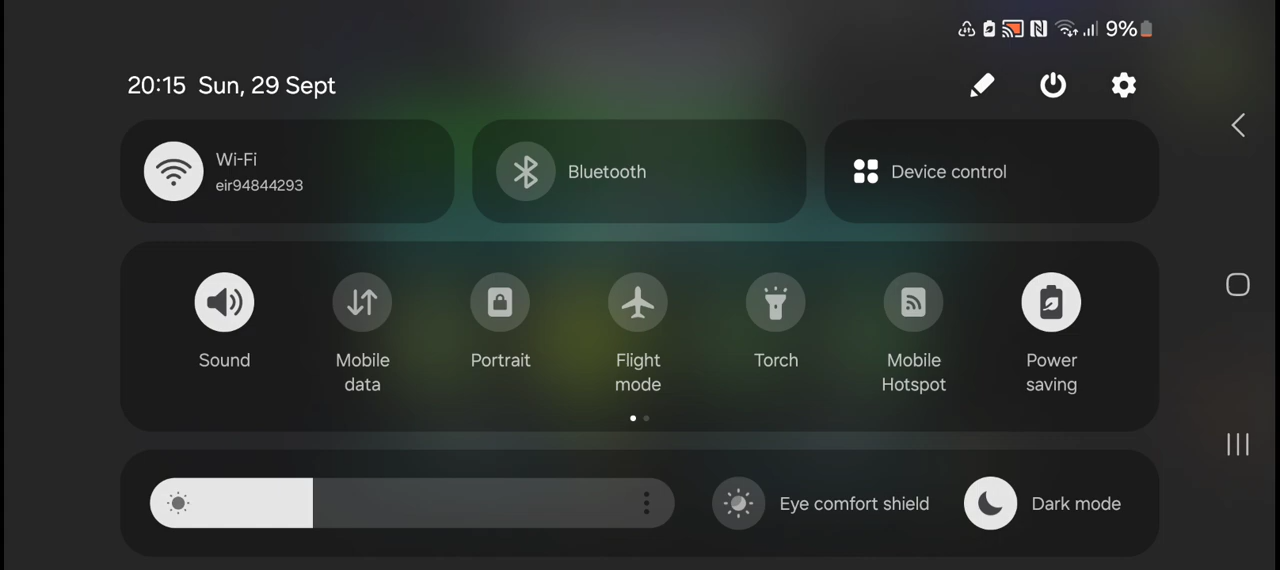 9%
20:15 Sun, 29 Sept
Wi-Fi
eir94844293
Bluetooth
Device control
Sound
Mobile
data
Portrait
Flight
mode
Torch
Mobile
Hotspot
Power
saving
Eye comfort shield
Dark mode